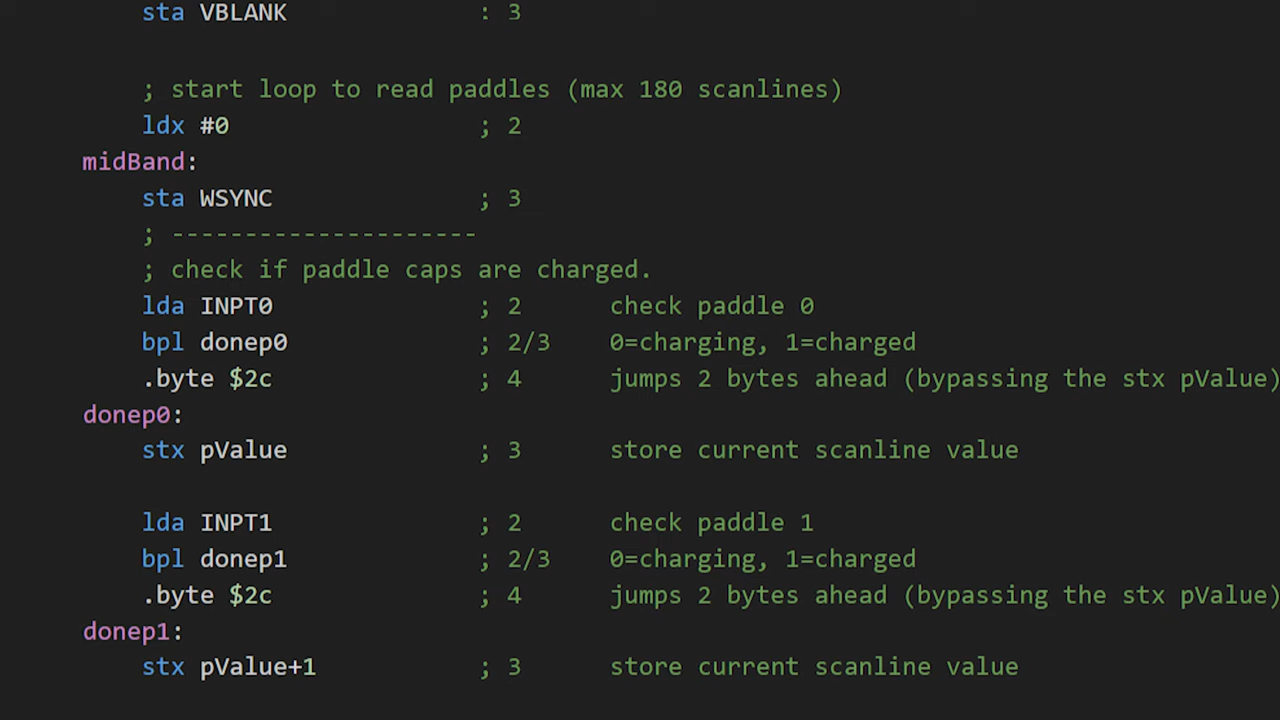 sta VBLANK ; 3
; start loop to read paddles (max 180 scanlines)
ldx #0 ; 2
midBand:
sta WSYNC ; 3
; ---------------------
; check if paddle caps are charged.
lda INPT0 ; 2 check paddle 0
bpl donep0 ; 2/3 0=charging, 1=charged
.byte $2c ; 4 jumps 2 bytes ahead (bypassing the stx pValue)
donep0:
stx pValue ; 3 store current scanline value
lda INPT1 ; 2 check paddle 1
bpl donep1 ; 2/3 0=charging, 1=charged
.byte $2c ; 4 jumps 2 bytes ahead (bypassing the stx pValue)
donep1:
stx pValue+1 ; 3 store current scanline value